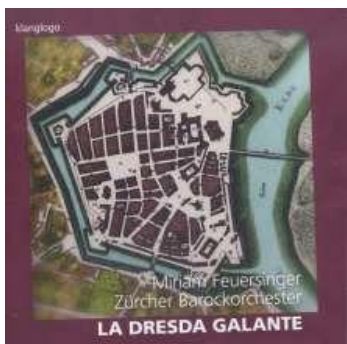 klanglogo
Miriam Feuersinger
Zürcher Barockorchester
LA DRESDA GALANTE